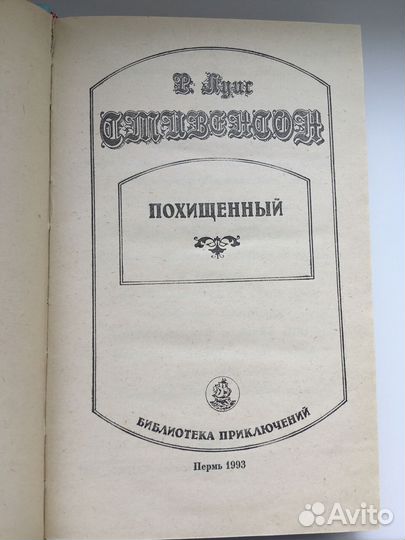 Р. Луис
СТИВЕНСОН
ПОХИЩЕННЫЙ
БИБЛИОТЕКА ПРИКЛЮЧЕНИЙ
Пермь 1993
Avito